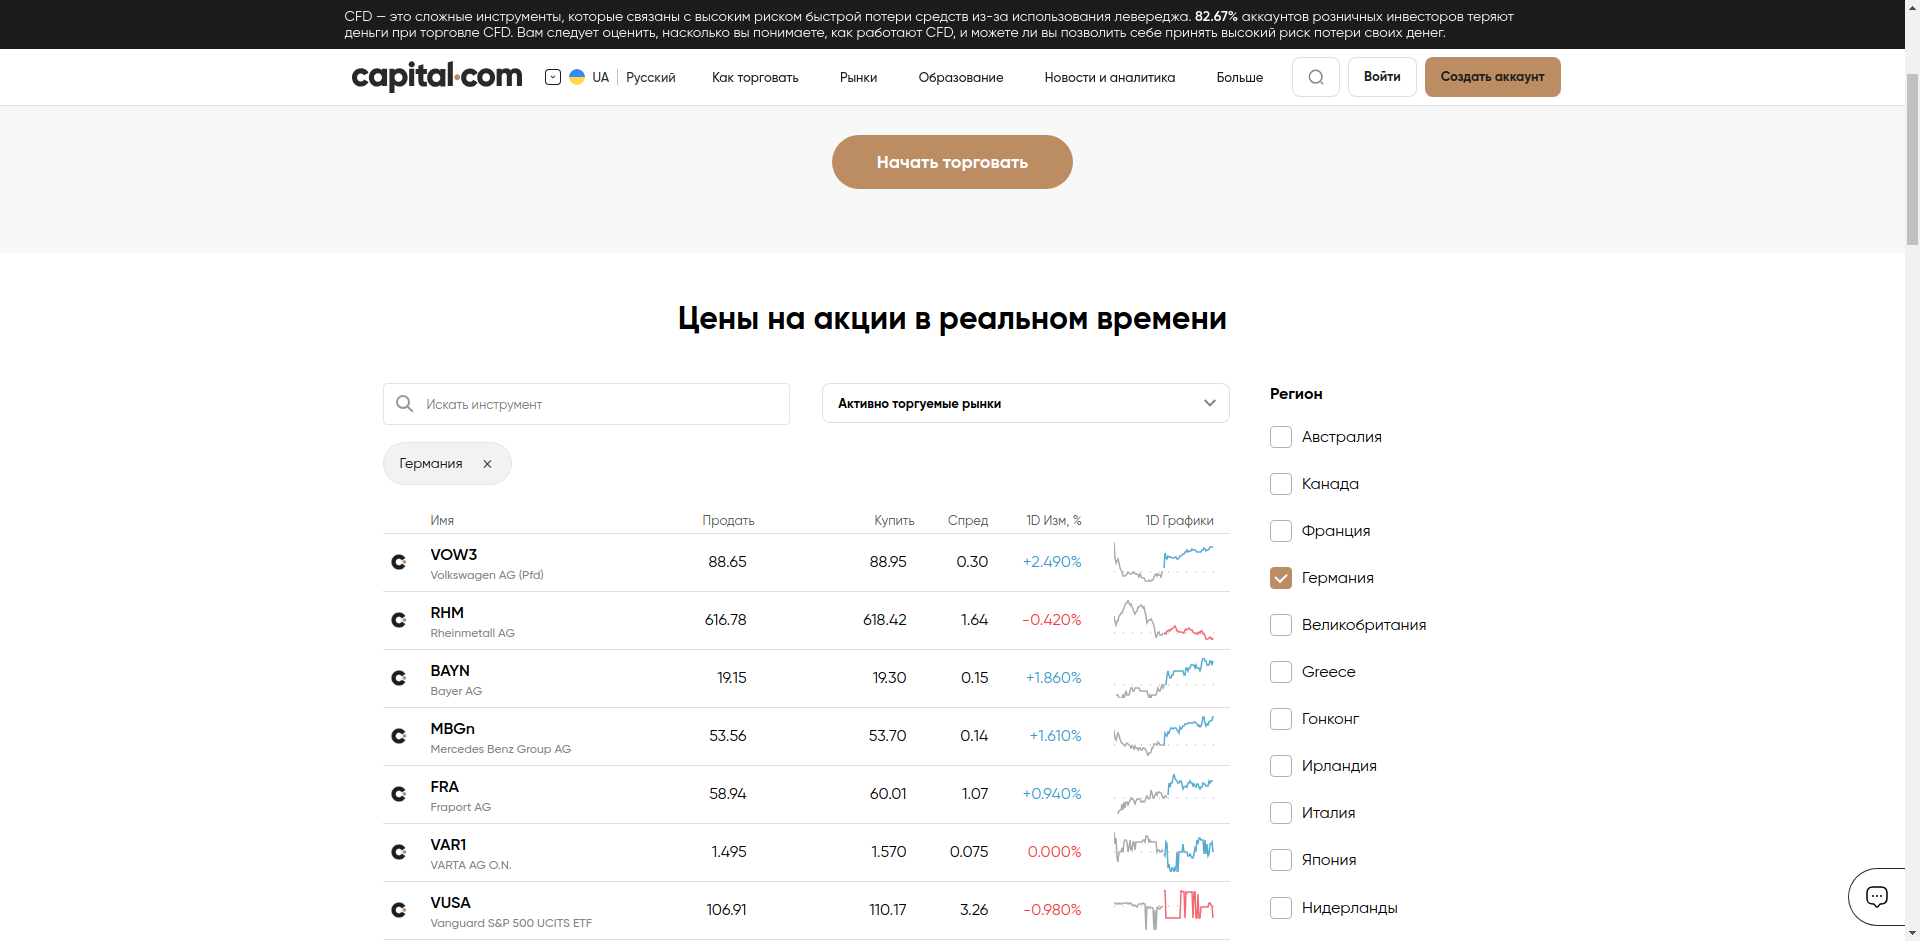 CFD — это сложные инструменты, которые связаны с высоким риском быстрой потери средств из-за использования левереджа. 82.67% аккаунтов розничных инвесторов теряют
деньги при торговле CFD. Вам следует оценить, насколько вы понимаете, как работают CFD, и можете ли вы позволить себе принять высокий риск потери своих денег.
capital.com UA Русский Как торговать Рынки Образование Новости и аналитика Больше Войти Создать аккаунт
Начать торговать
Цены на акции в реальном времени
Искать инструмент
Активно торгуемые рынки
Германия
Имя Продать Купить Спред 1D Изм, % 1D Графики
VOW3 88.65 88.95 0.30 +2.490%
Volkswagen AG (Pfd)
RHM 616.78 618.42 1.64 -0.420%
Rheinmetall AG
BAYN 19.15 19.30 0.15 +1.860%
Bayer AG
MBGn 53.56 53.70 0.14 +1.610%
Mercedes Benz Group AG
FRA 58.94 60.01 1.07 +0.940%
Fraport AG
VAR1 1.495 1.570 0.075 0.000%
VARTA AG O.N.
VUSA 106.91 110.17 3.26 -0.980%
Vanguard S&P 500 UCITS ETF
Регион
Австралия
Канада
Франция
Германия
Великобритания
Greece
Гонконг
Ирландия
Италия
Япония
Нидерланды